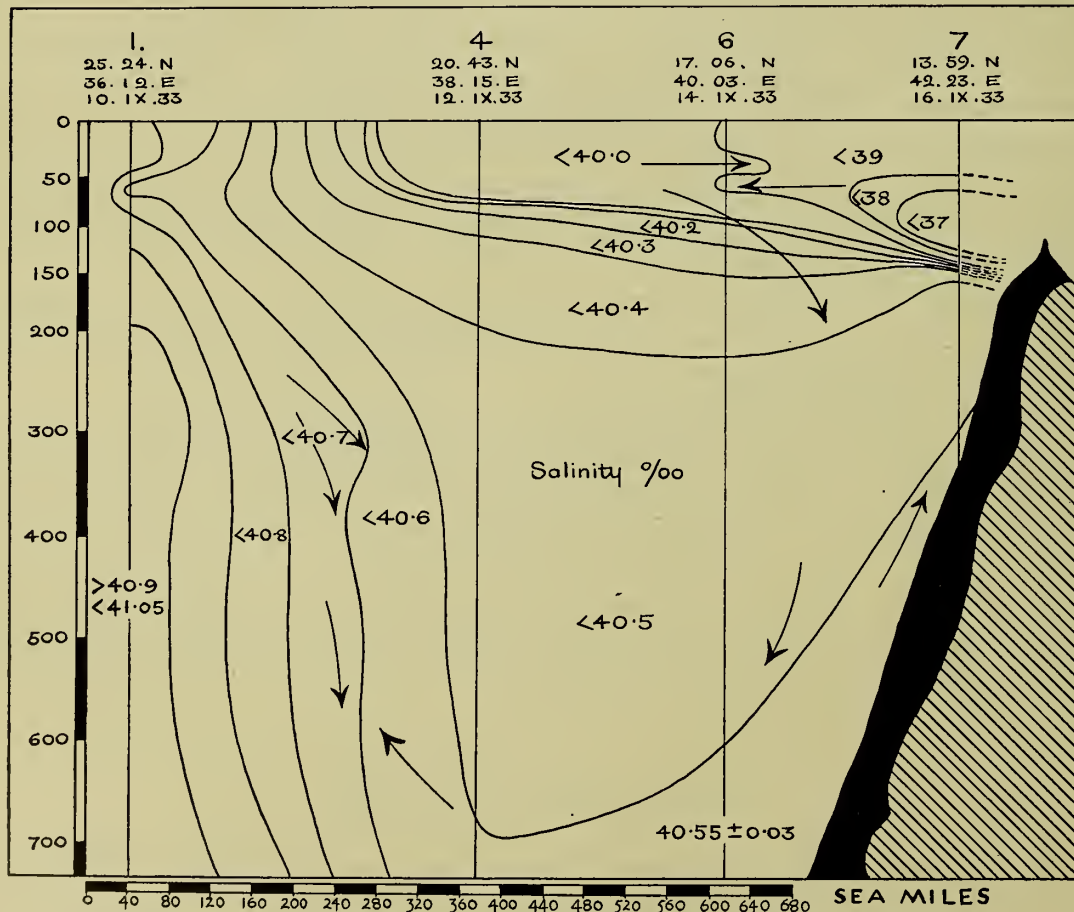 1.
25. 24. N
36. 12. E
10. IX. 33
4
20. 43. N
38. 15. E
12. IX. 33
6
17. 06. N
40. 03. E
14. IX. 33
7
13. 59. N
42. 23. E
16. IX. 33
0
50
100
150
200
300
400
500
600
700
<40·0
<39
<38
<37
<40·2
<40·3
<40·4
<40·7
Salinity º/oo
<40·6
<40·8
>40·9
<41·05
<40·5
40·55 ±0·03
0 40 120 160 200 240 280 320 360 400 440 480 520 560 600 640 680 SEA MILES